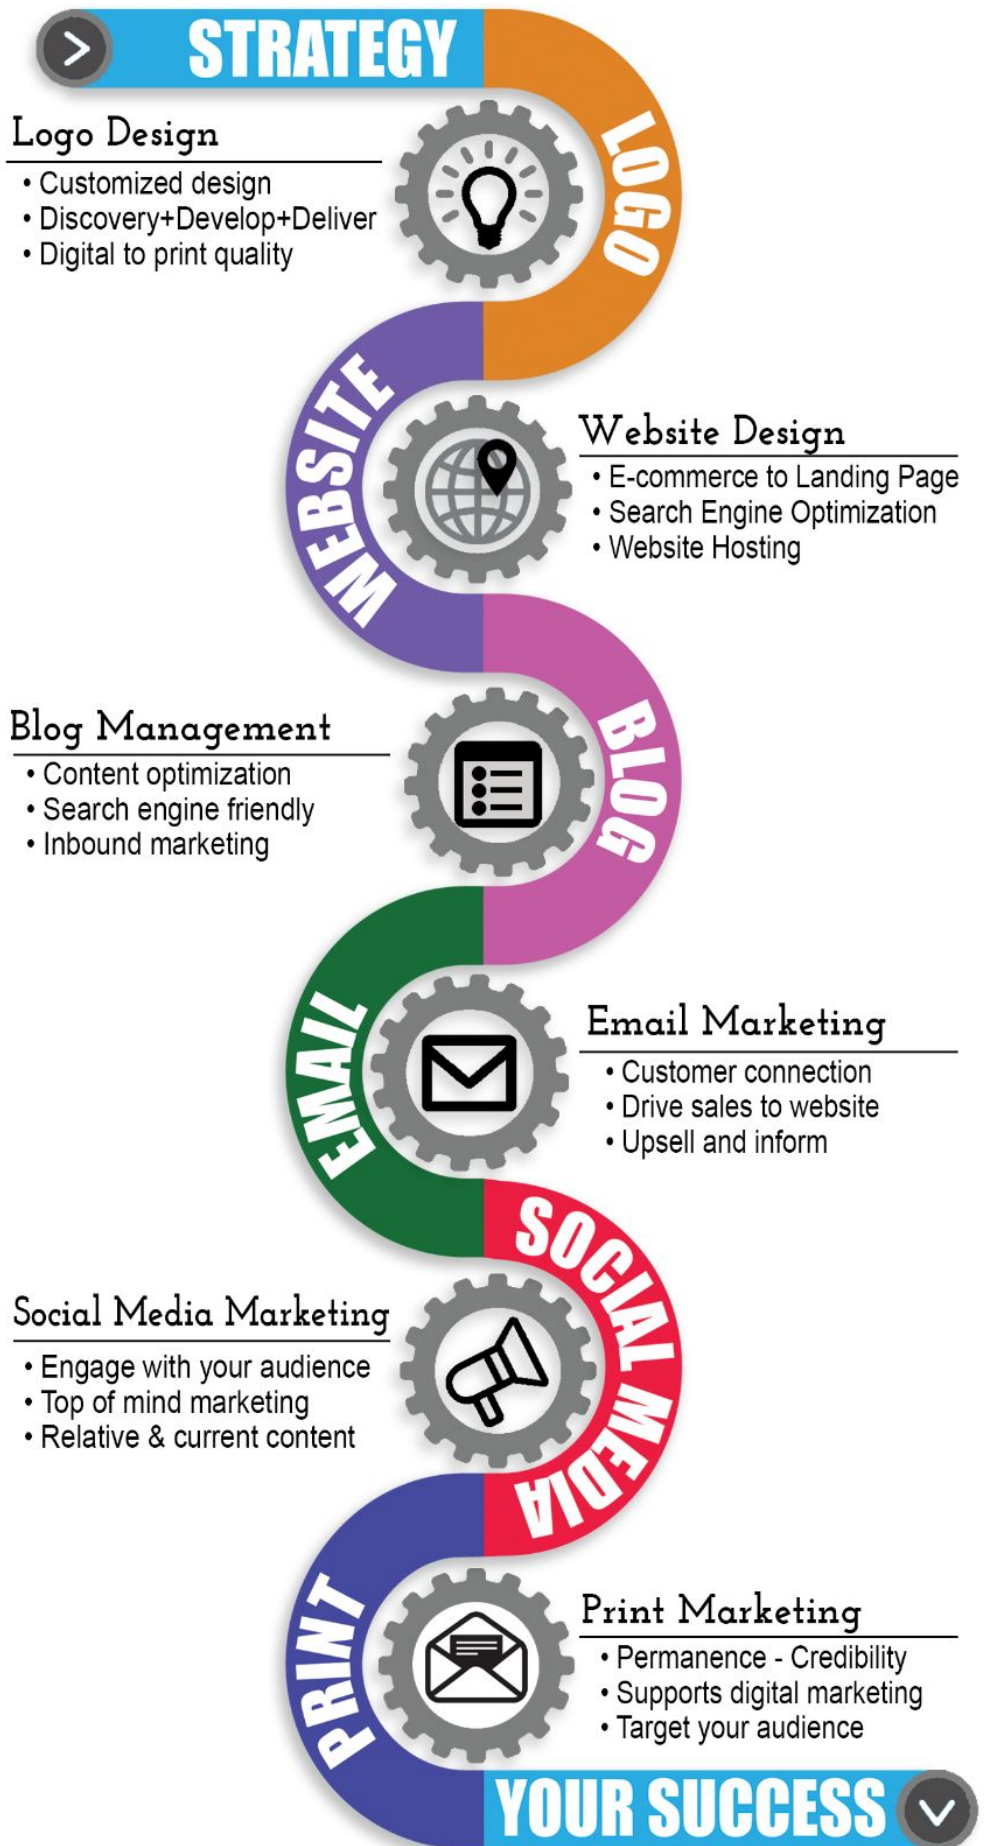 STRATEGY
LOGO
Logo Design
• Customized design
• Discovery+Develop+Deliver
• Digital to print quality
WEBSITE
Website Design
• E-commerce to Landing Page
• Search Engine Optimization
• Website Hosting
BLOG
Blog Management
• Content optimization
• Search engine friendly
• Inbound marketing
EMAIL
Email Marketing
• Customer connection
• Drive sales to website
• Upsell and inform
SOCIAL MEDIA
Social Media Marketing
• Engage with your audience
• Top of mind marketing
• Relative & current content
PRINT
Print Marketing
• Permanence - Credibility
• Supports digital marketing
• Target your audience
YOUR SUCCESS